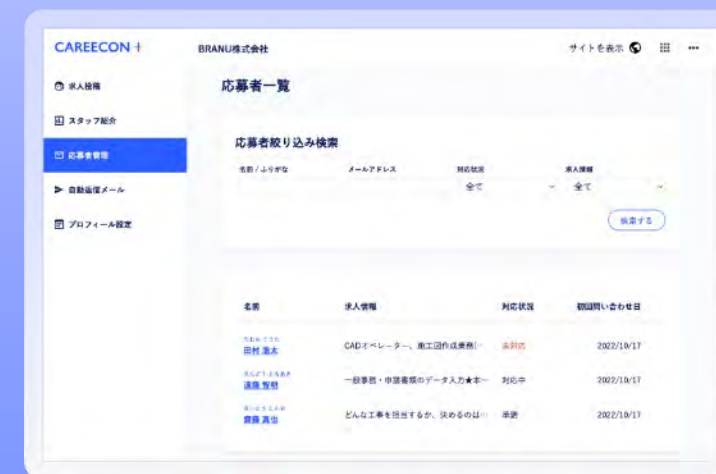 CAREECON +
BRANU株式会社
サイトを表示
求人投稿
スタッフ紹介
応募者管理
自動返信メール
プロフィール設定
応募者一覧
応募者絞り込み検索
名前 / ふりがな メールアドレス 対応状況 求人情報
全て 全て
検索する
名前 求人情報 対応状況 初回問い合わせ日
田村 CADオペレーター、施工図作成業務(… 未対応 2022/10/17
遠藤 智明 一般事務・申請書類のデータ入力★本… 対応中 2022/10/17
齋藤 真也 どんな工事を担当するか、決めるのは… 承諾 2022/10/17